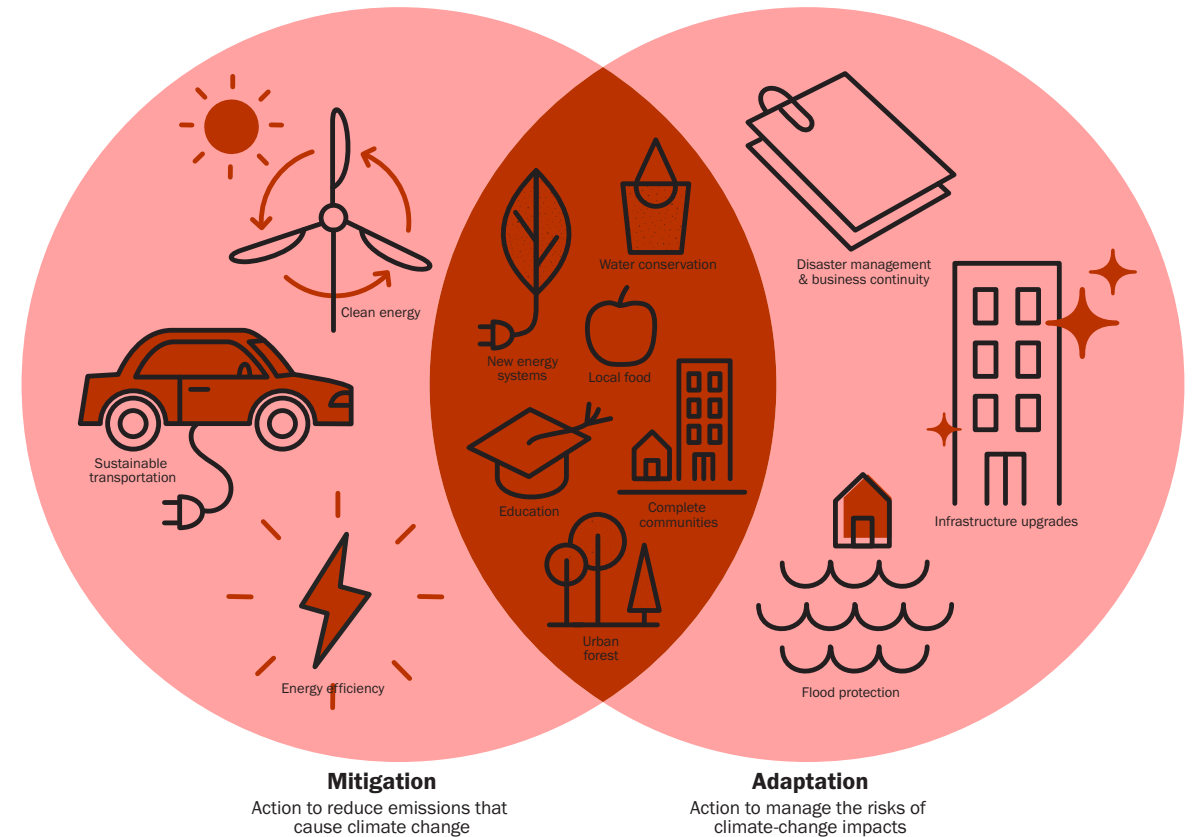 Clean energy
Sustainable
transportation
Energy efficiency
Water conservation
New energy
systems
Local food
Education
Complete
communities
Urban
forest
Disaster management
& business continuity
Infrastructure upgrades
Flood protection
Mitigation
Action to reduce emissions that
cause climate change
Adaptation
Action to manage the risks of
climate-change impacts